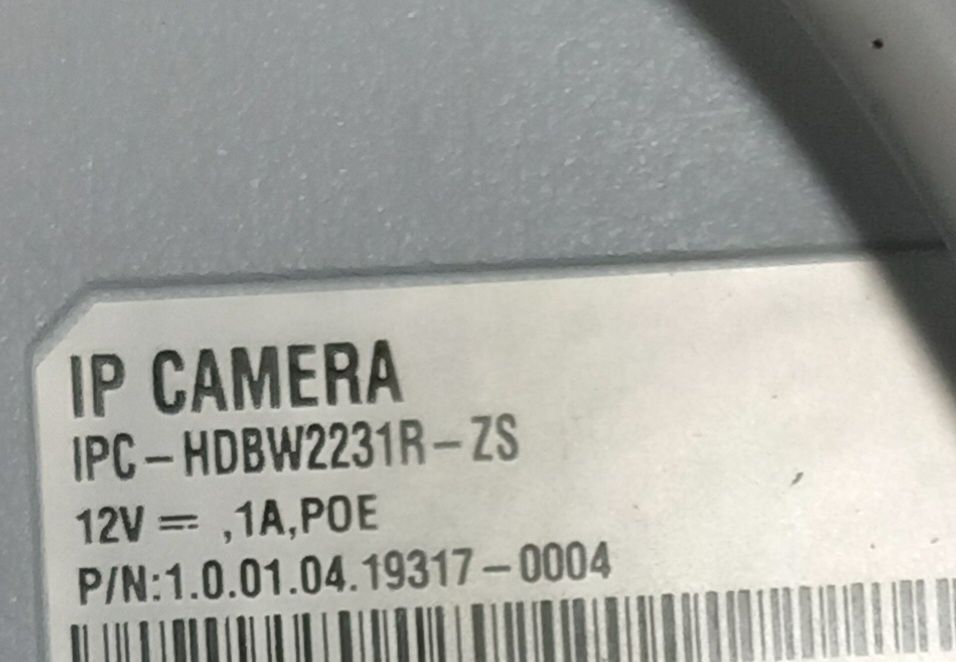 IP CAMERA
IPC-HDBW2231R-ZS
12V ⎓ ,1A,POE
P/N:1.0.01.04.19317-0004